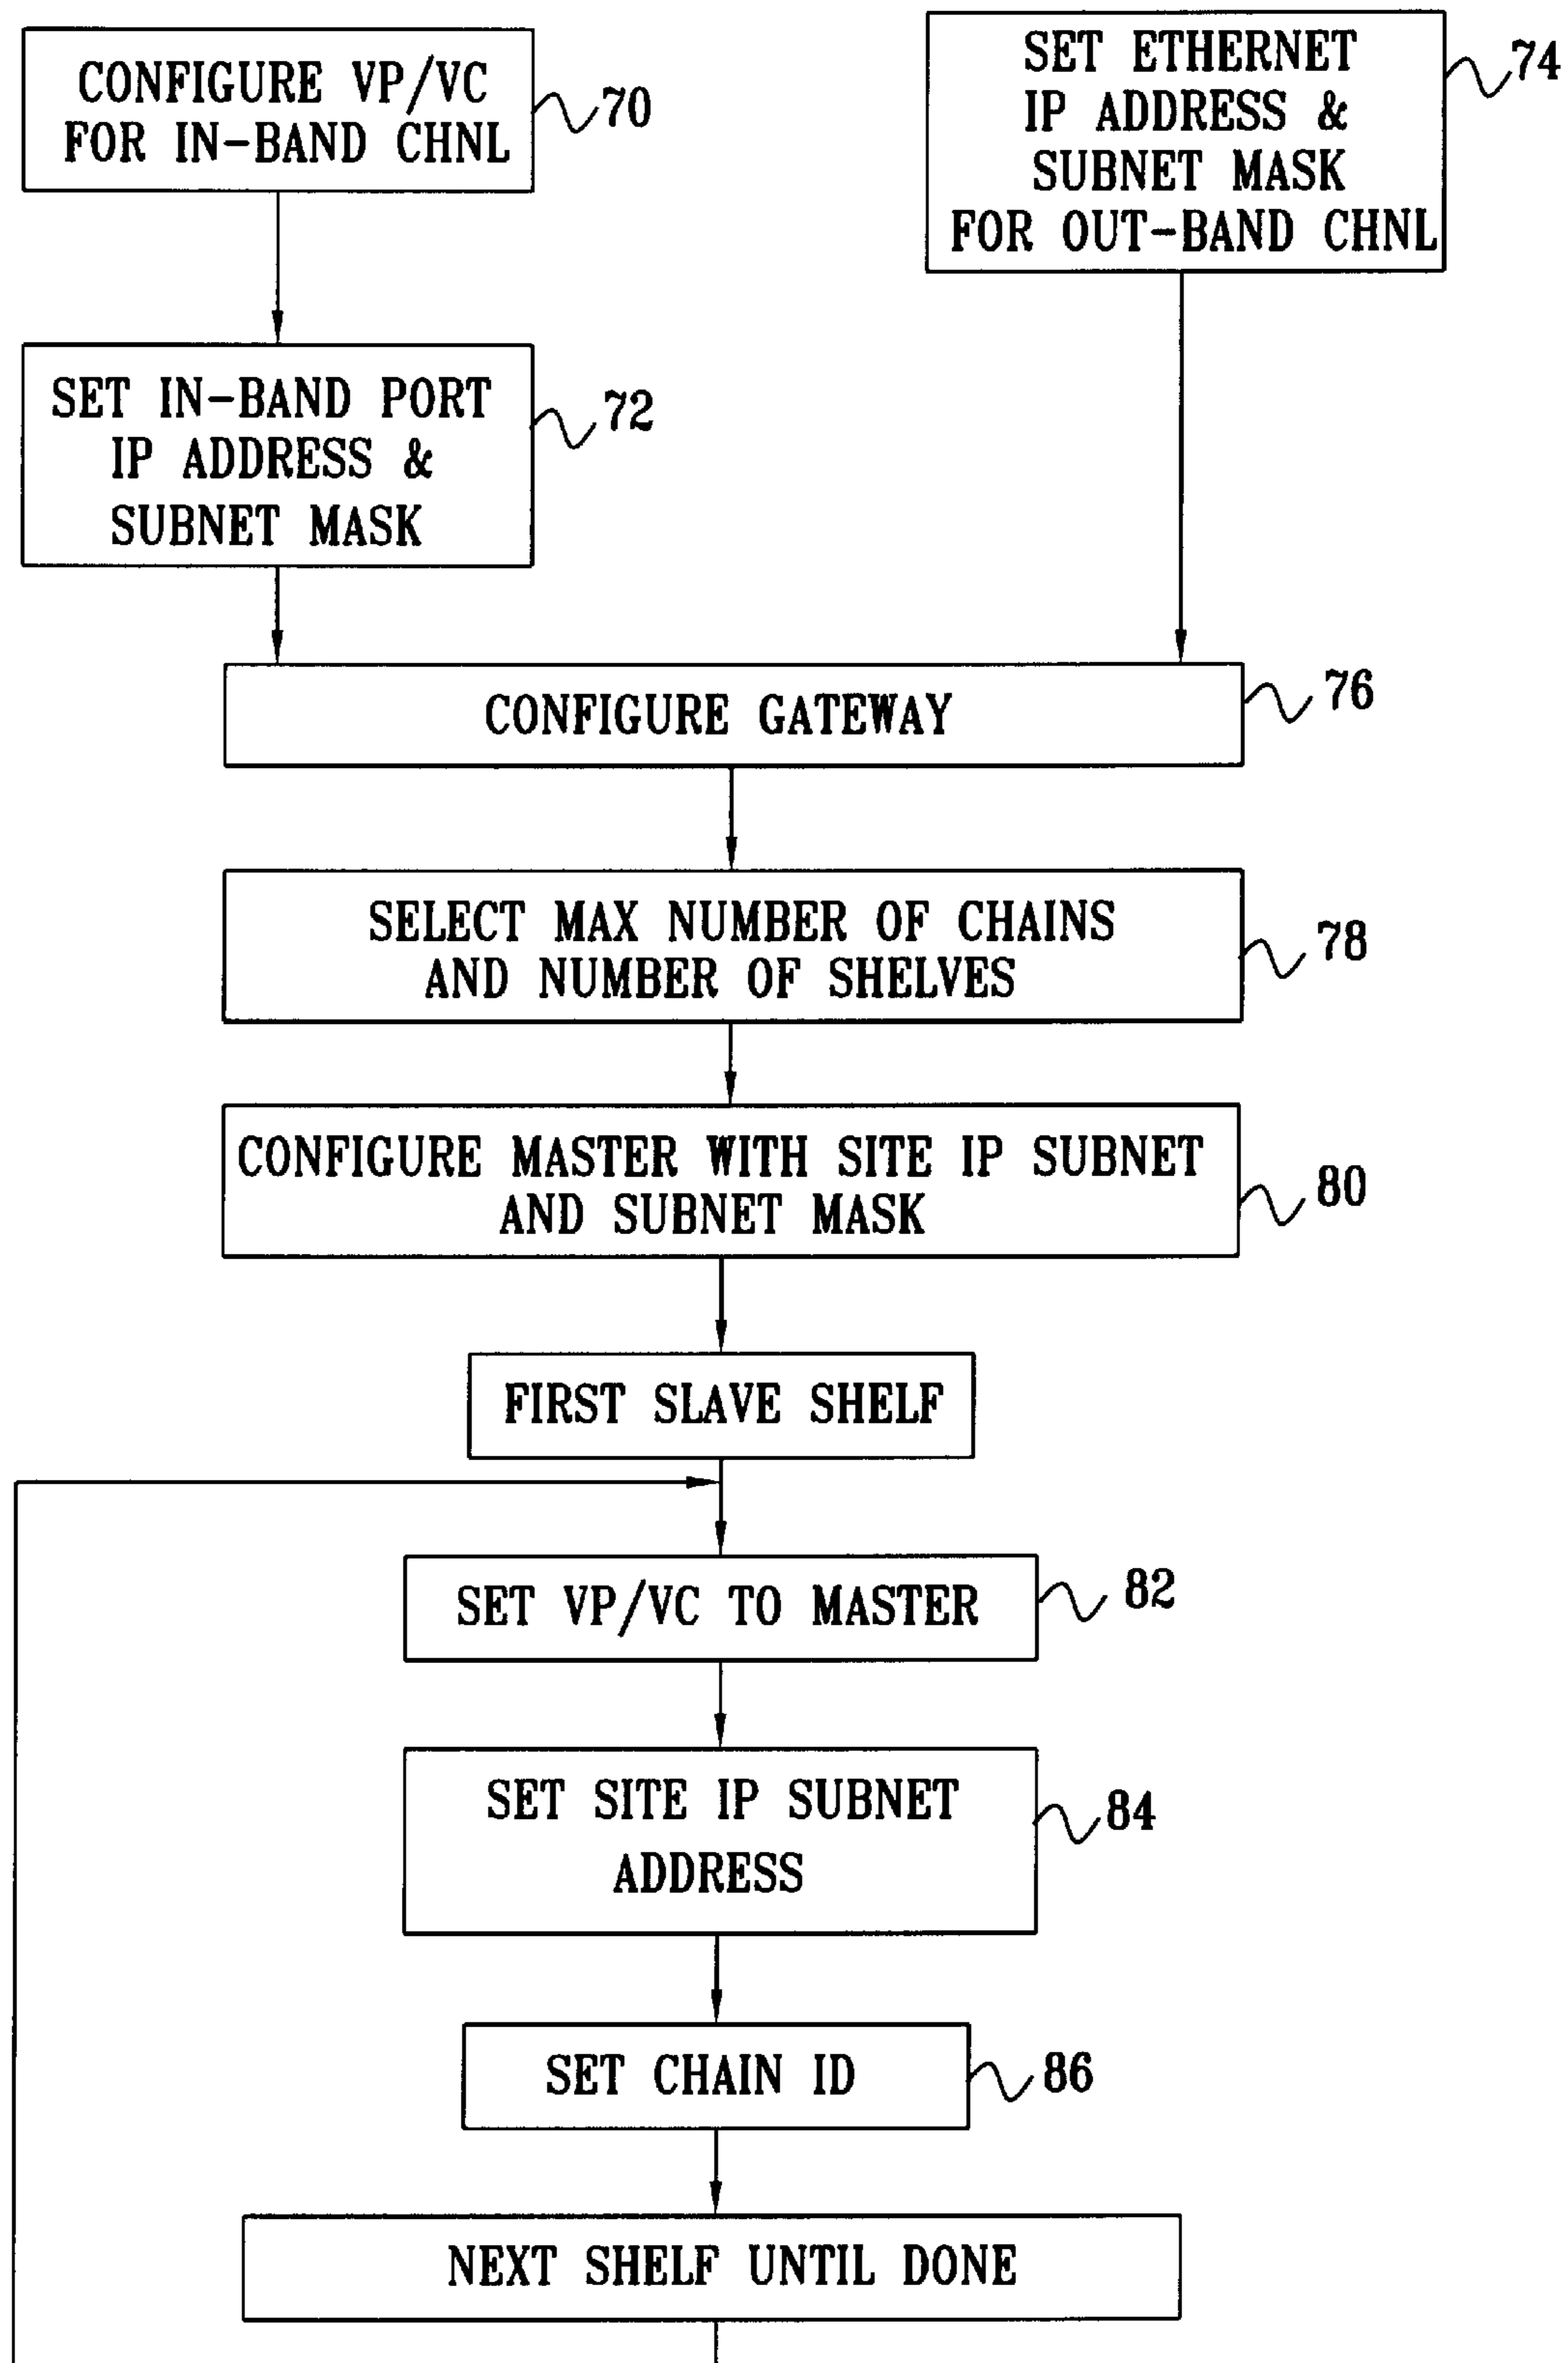 CONFIGURE VP/VC
FOR IN-BAND CHNL
70
SET ETHERNET
IP ADDRESS &
SUBNET MASK
FOR OUT-BAND CHNL
74
SET IN-BAND PORT
IP ADDRESS &
SUBNET MASK
72
CONFIGURE GATEWAY
76
SELECT MAX NUMBER OF CHAINS
AND NUMBER OF SHELVES
78
CONFIGURE MASTER WITH SITE IP SUBNET
AND SUBNET MASK
80
FIRST SLAVE SHELF
SET VP/VC TO MASTER
82
SET SITE IP SUBNET
ADDRESS
84
SET CHAIN ID
86
NEXT SHELF UNTIL DONE